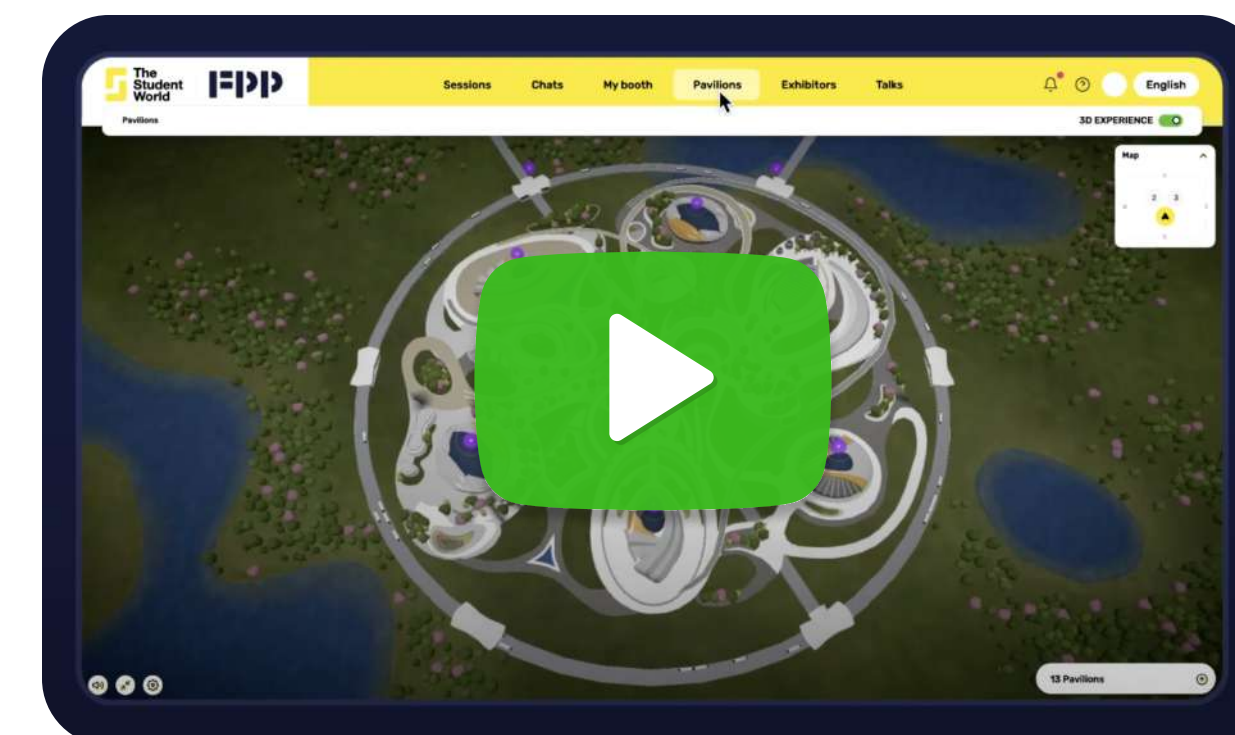 The
Student
World
FPP
Sessions Chats My booth Pavilions Exhibitors Talks
English
Pavilions
3D EXPERIENCE
Map
2 3
13 Pavilions